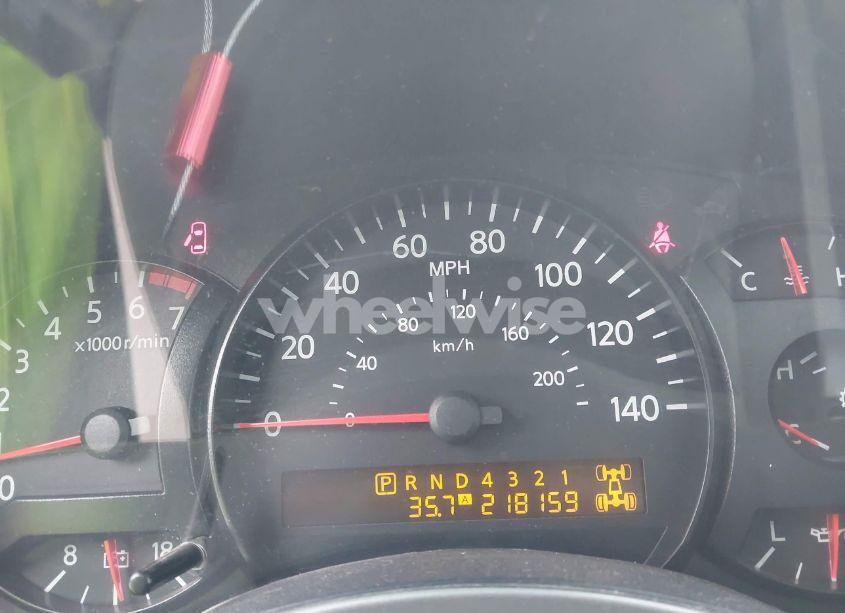 60 80
MPH
40 100
wheelwise
20 120
140
0
80 120 160
40 km/h 200
0
1 2 3 4 5 6 7
x1000 r/min
0
C H
H
C
P R N D 4 3 2 1
35.7 A 218159
8 18
L